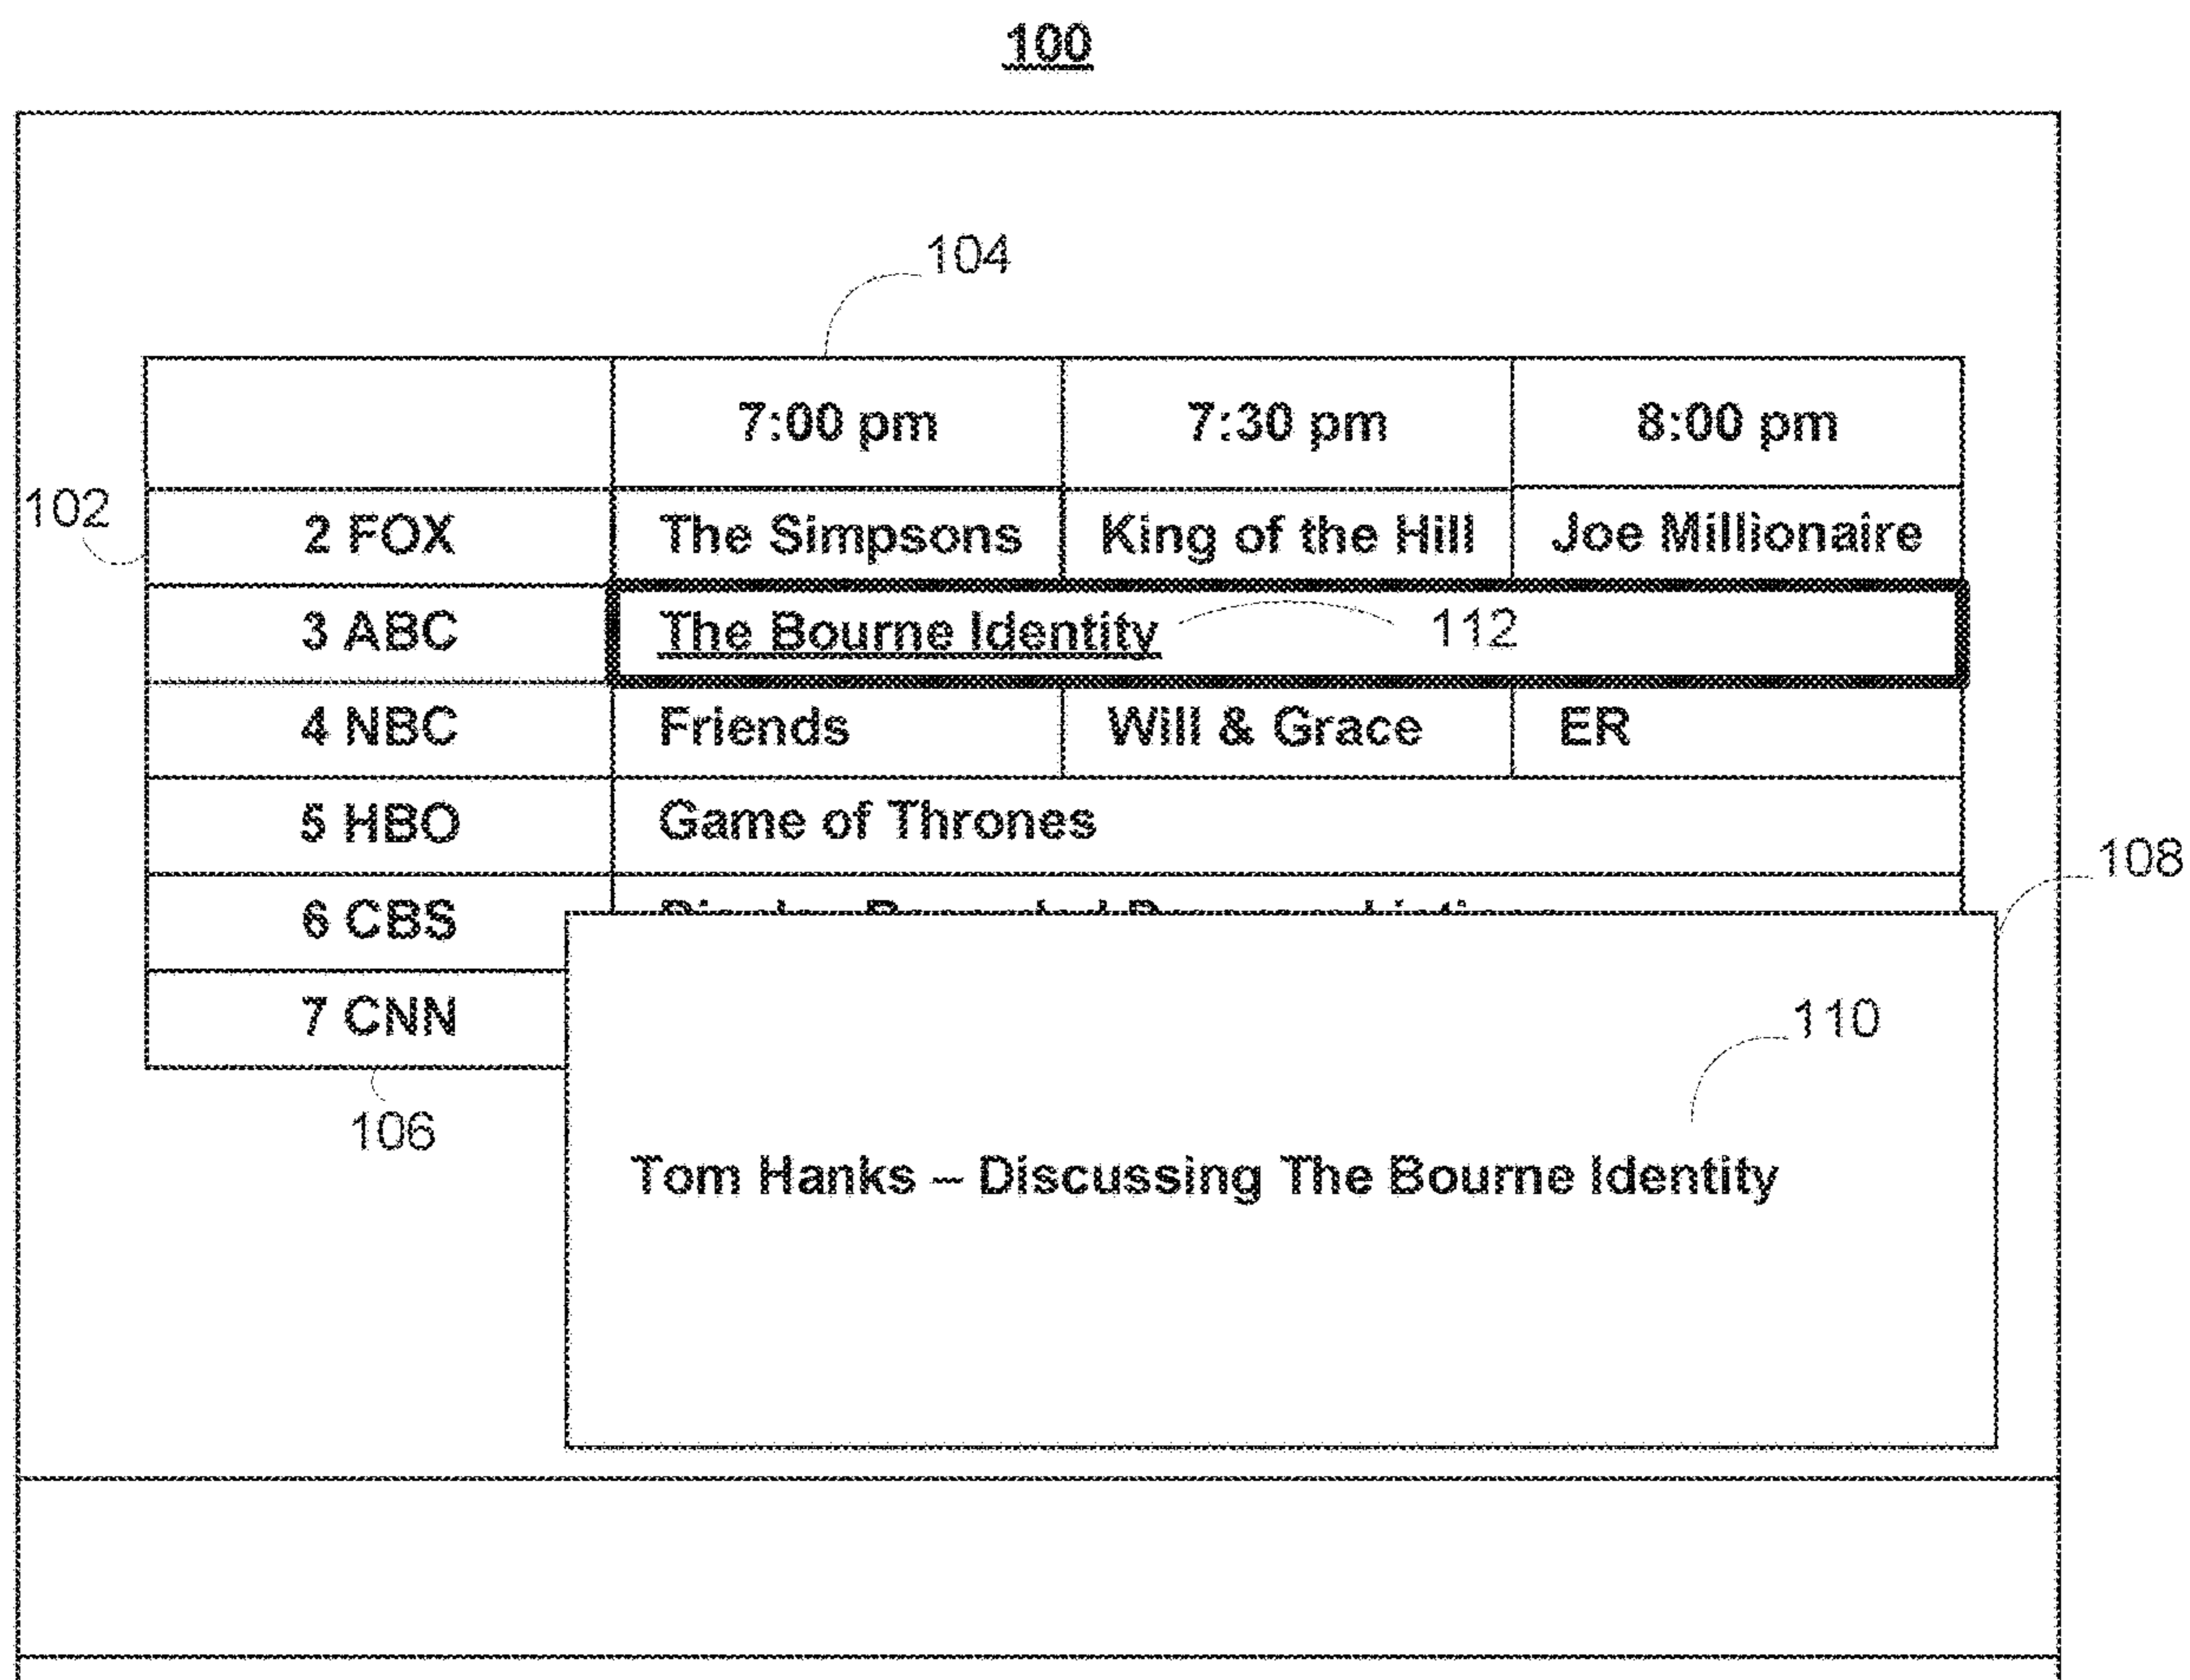 100
104
7:00 pm 7:30 pm 8:00 pm
102
2 FOX The Simpsons King of the Hill Joe Millionaire
3 ABC The Bourne Identity 112
4 NBC Friends Will & Grace ER
5 HBO Game of Thrones
108
6 CBS
7 CNN
110
106
Tom Hanks – Discussing The Bourne Identity